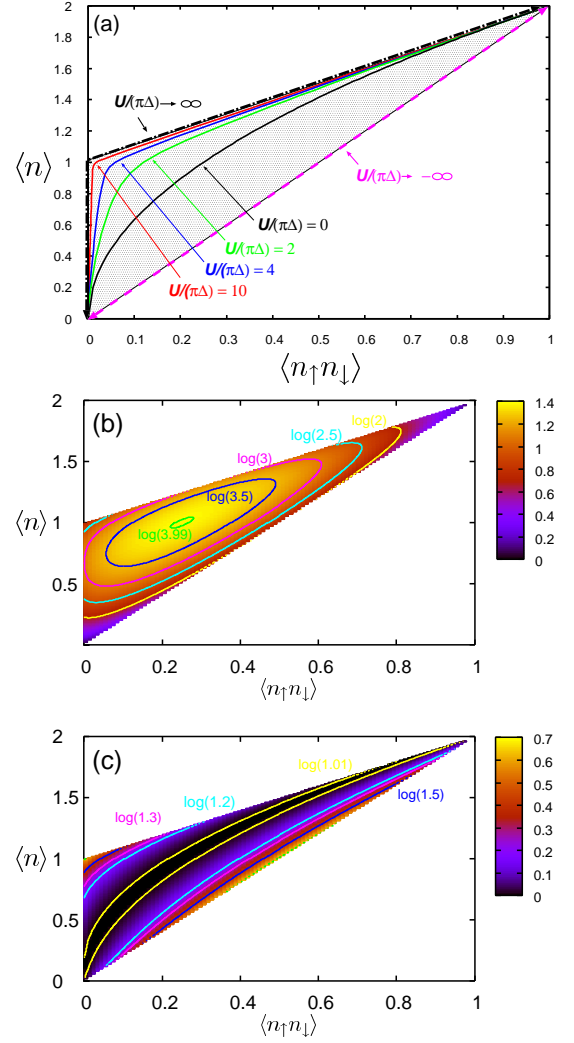 (a)
2
1.8
1.6
1.4
1.2
1
0.8
0.6
0.4
0.2
0
⟨n⟩
U/(πΔ)→ ∞
U/(πΔ)→ −∞
U/(πΔ) = 0
U/(πΔ) = 2
U/(πΔ) = 4
U/(πΔ) = 10
0 0.1 0.2 0.3 0.4 0.5 0.6 0.7 0.8 0.9 1
⟨n↑n↓⟩
(b)
2
1.5
1
0.5
⟨n⟩
log(2)
log(2.5)
log(3)
log(3.5)
log(3.99)
0 0.2 0.4 0.6 0.8 1
⟨n↑n↓⟩
1.4
1.2
1
0.8
0.6
0.4
0.2
0
(c)
2
1.5
1
0.5
0
⟨n⟩
log(1.01)
log(1.2)
log(1.3)
log(1.5)
0 0.2 0.4 0.6 0.8 1
⟨n↑n↓⟩
0.7
0.6
0.5
0.4
0.3
0.2
0.1
0